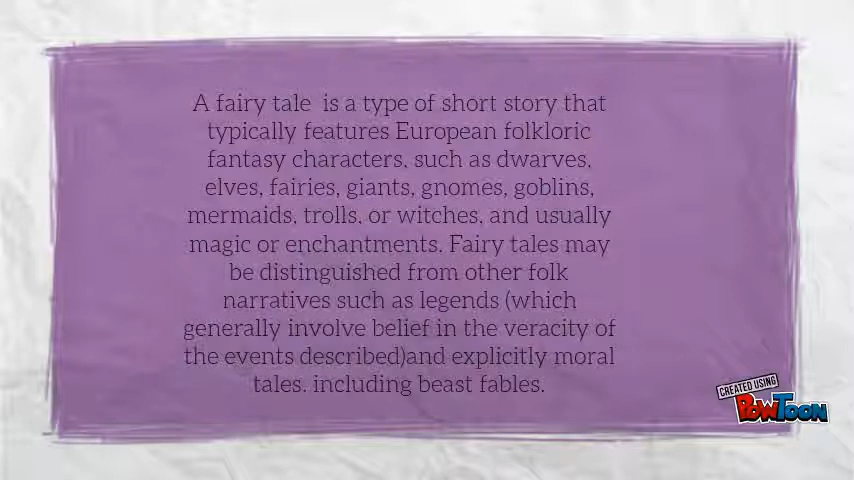 A fairy tale  is a type of short story that
typically features European folkloric
fantasy characters, such as dwarves,
elves, fairies, giants, gnomes, goblins,
mermaids, trolls, or witches, and usually
magic or enchantments. Fairy tales may
be distinguished from other folk
narratives such as legends (which
generally involve belief in the veracity of
the events described)and explicitly moral
tales, including beast fables.
CREATED USING
POWTOON